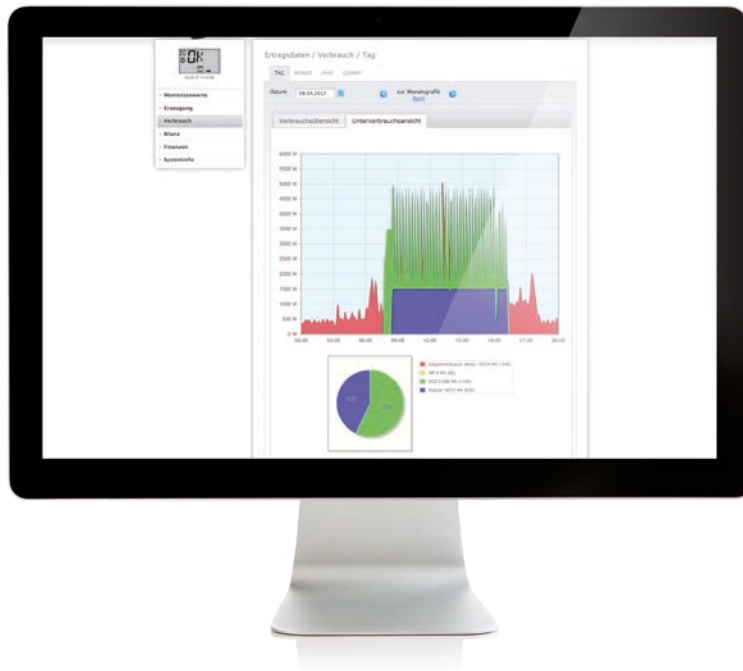 Ertragsdaten / Verbrauch / Tag
TAG MONAT JAHR GESAMT
Datum 08.04.2017 zur Monatsgrafik
Momentanwerte
Erzeugung
Verbrauch
Bilanz
Finanzen
Systeminfo
Verbrauchsübersicht Unterverbrauchsansicht
6000 W
5500 W
5000 W
4500 W
4000 W
3500 W
3000 W
2500 W
2000 W
1500 W
1000 W
500 W
0 W
00:00 03:00 06:00 09:00 12:00 15:00 18:00 21:00 00:00